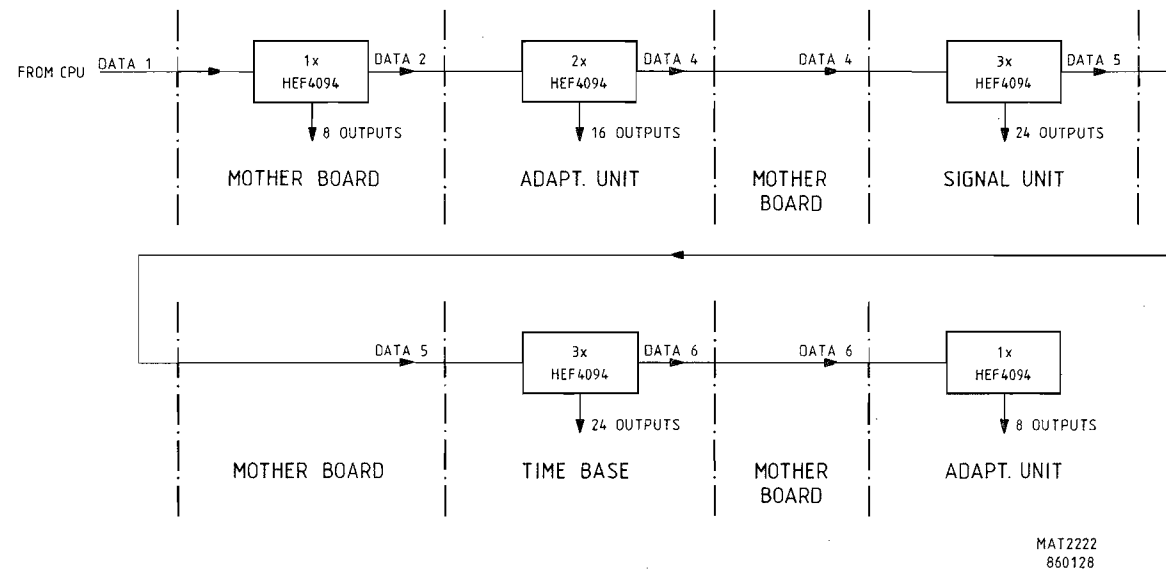 FROM CPU
DATA 1
1x
HEF4094
DATA 2
8 OUTPUTS
MOTHER BOARD
2x
HEF4094
DATA 4
16 OUTPUTS
ADAPT. UNIT
DATA 4
MOTHER
BOARD
3x
HEF4094
DATA 5
24 OUTPUTS
SIGNAL UNIT
DATA 5
MOTHER BOARD
3x
HEF4094
DATA 6
24 OUTPUTS
TIME BASE
DATA 6
MOTHER
BOARD
1x
HEF4094
8 OUTPUTS
ADAPT. UNIT
MAT2222
860128